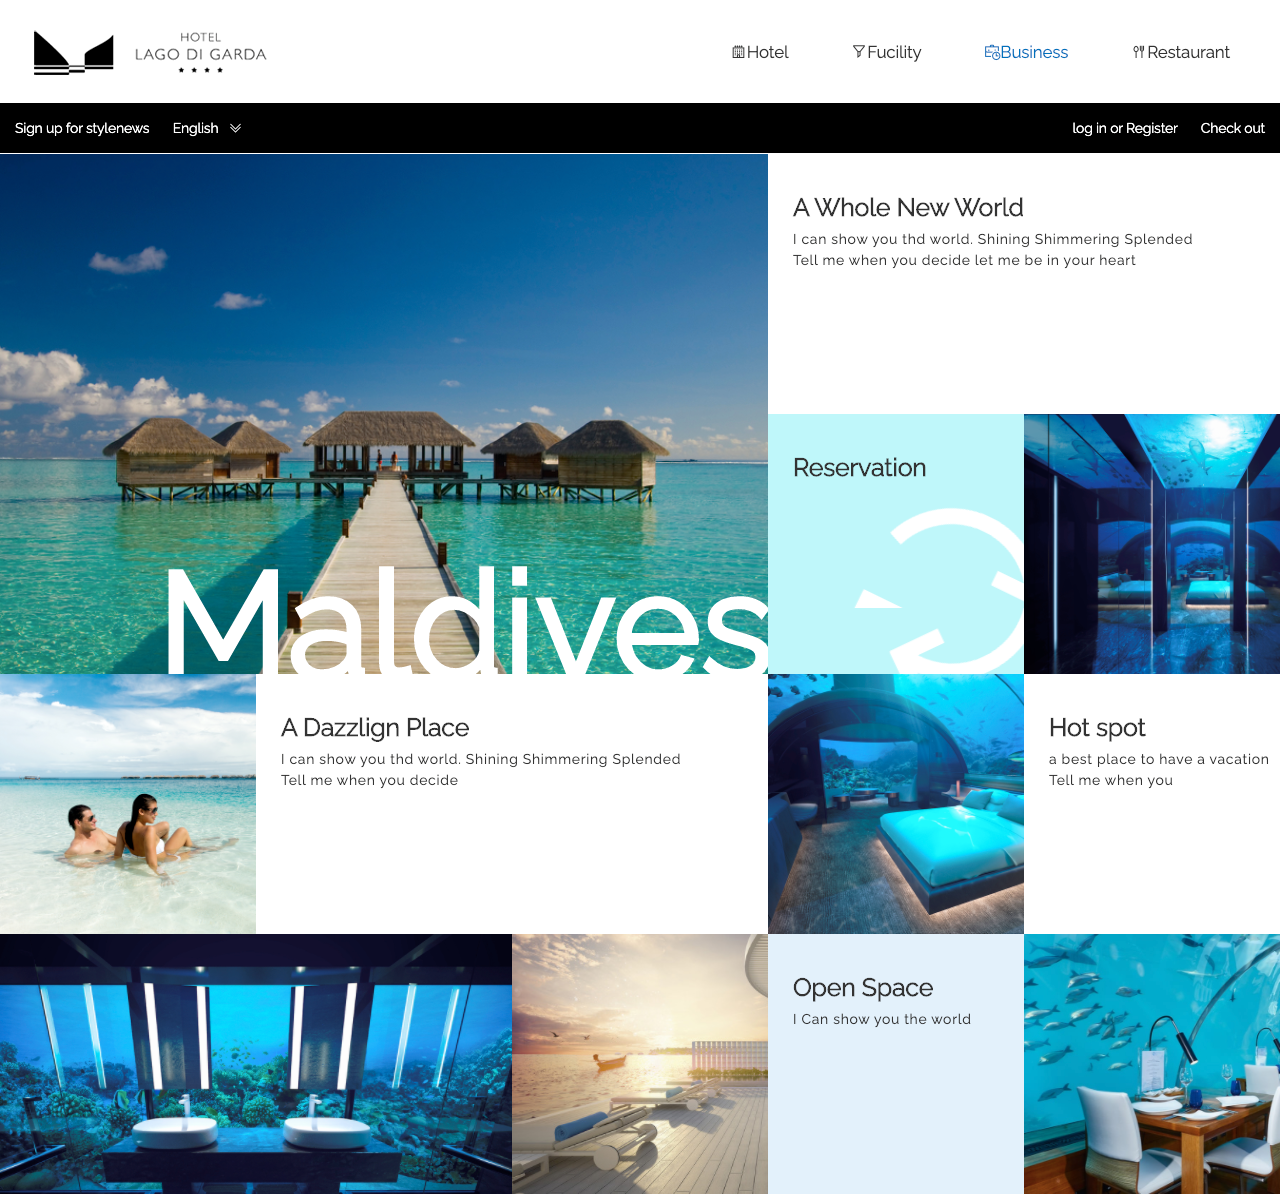 HOTEL
LAGO DI GARDA
Hotel
Fucility
Business
Restaurant
Sign up for stylenews
English
log in or Register
Check out
Maldives
A Whole New World
I can show you thd world. Shining Shimmering Splended
Tell me when you decide let me be in your heart
Reservation
A Dazzlign Place
I can show you thd world. Shining Shimmering Splended
Tell me when you decide
Hot spot
a best place to have a vacation
Tell me when you
Open Space
I Can show you the world